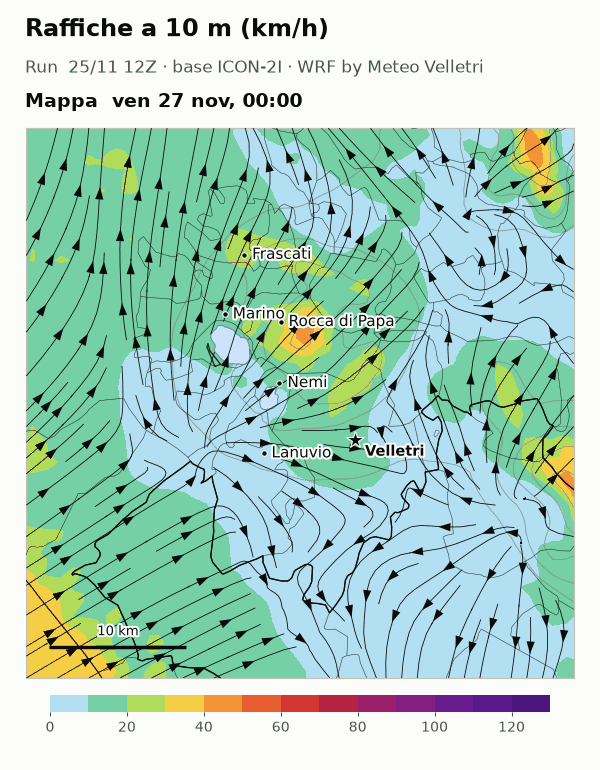 Raffiche a 10 m (km/h)
Run  25/11 12Z · base ICON-2I · WRF by Meteo Velletri
Mappa  ven 27 nov, 00:00
Frascati
Marino
Rocca di Papa
Nemi
Velletri
Lanuvio
10 km
0 20 40 60 80 100 120